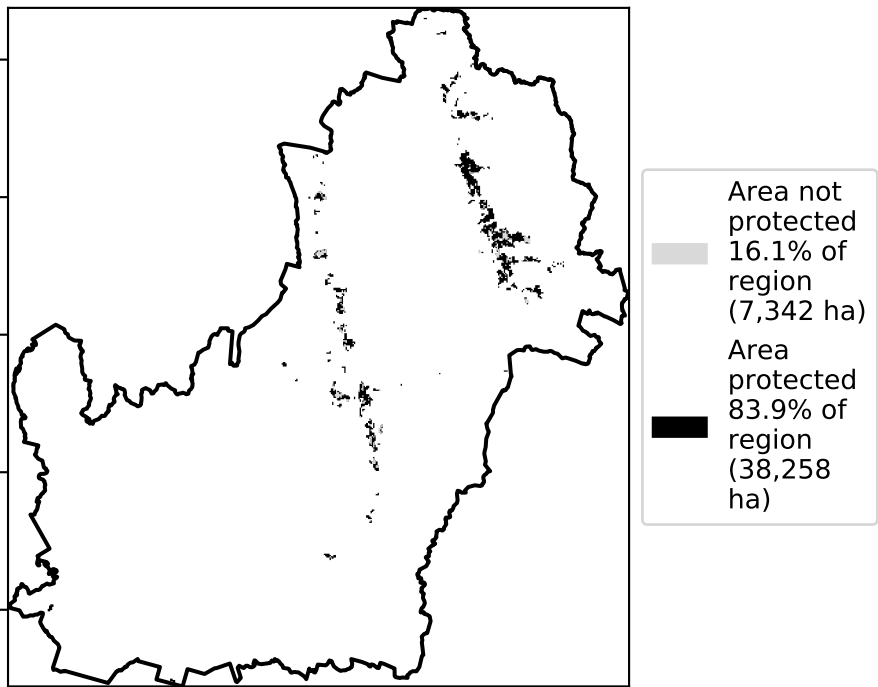 Area not
protected
16.1% of
region
(7,342 ha)
Area
protected
83.9% of
region
(38,258
ha)